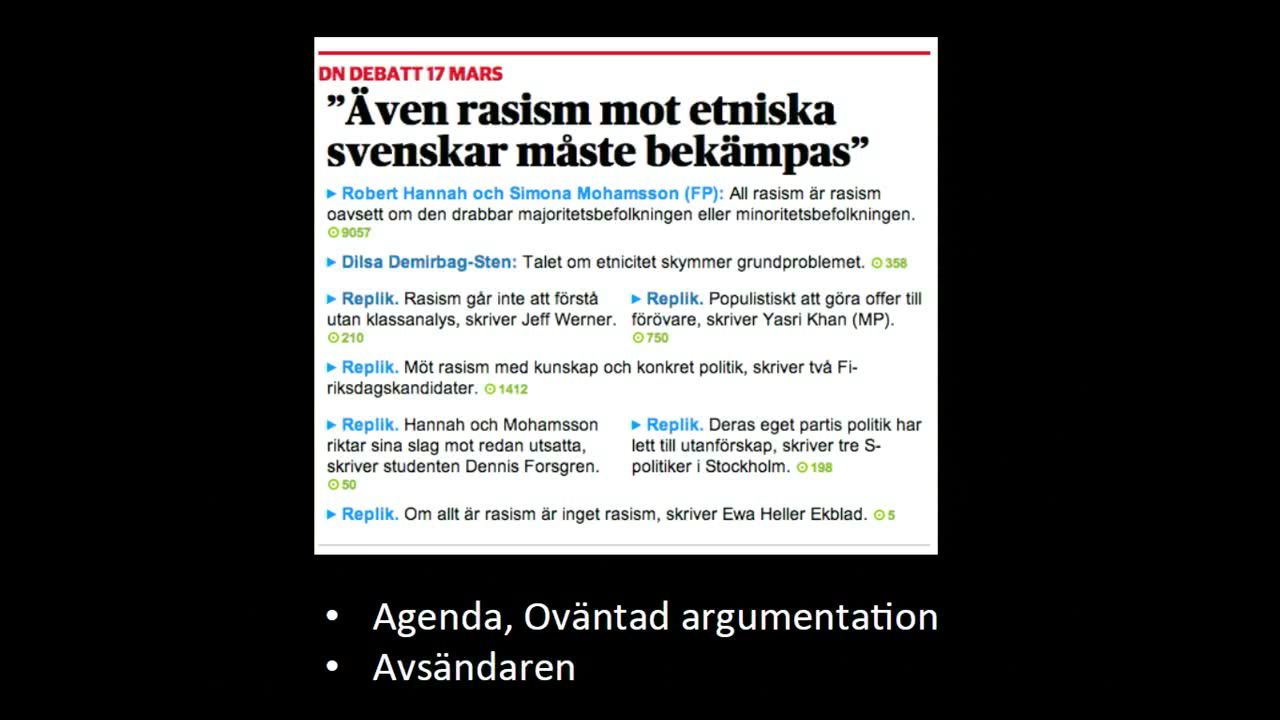 DN DEBATT 17 MARS
”Även rasism mot etniska
svenskar måste bekämpas”
▸ Robert Hannah och Simona Mohamsson (FP): All rasism är rasism
oavsett om den drabbar majoritetsbefolkningen eller minoritetsbefolkningen.
9057
▸ Dilsa Demirbag-Sten: Talet om etnicitet skymmer grundproblemet. 358
▸ Replik. Rasism går inte att förstå
utan klassanalys, skriver Jeff Werner.
210
▸ Replik. Populistiskt att göra offer till
förövare, skriver Yasri Khan (MP).
750
▸ Replik. Möt rasism med kunskap och konkret politik, skriver två Fi-
riksdagskandidater. 1412
▸ Replik. Hannah och Mohamsson
riktar sina slag mot redan utsatta,
skriver studenten Dennis Forsgren.
50
▸ Replik. Deras eget partis politik har
lett till utanförskap, skriver tre S-
politiker i Stockholm. 198
▸ Replik. Om allt är rasism är inget rasism, skriver Ewa Heller Ekblad. 5
• Agenda, Oväntad argumentation
• Avsändaren